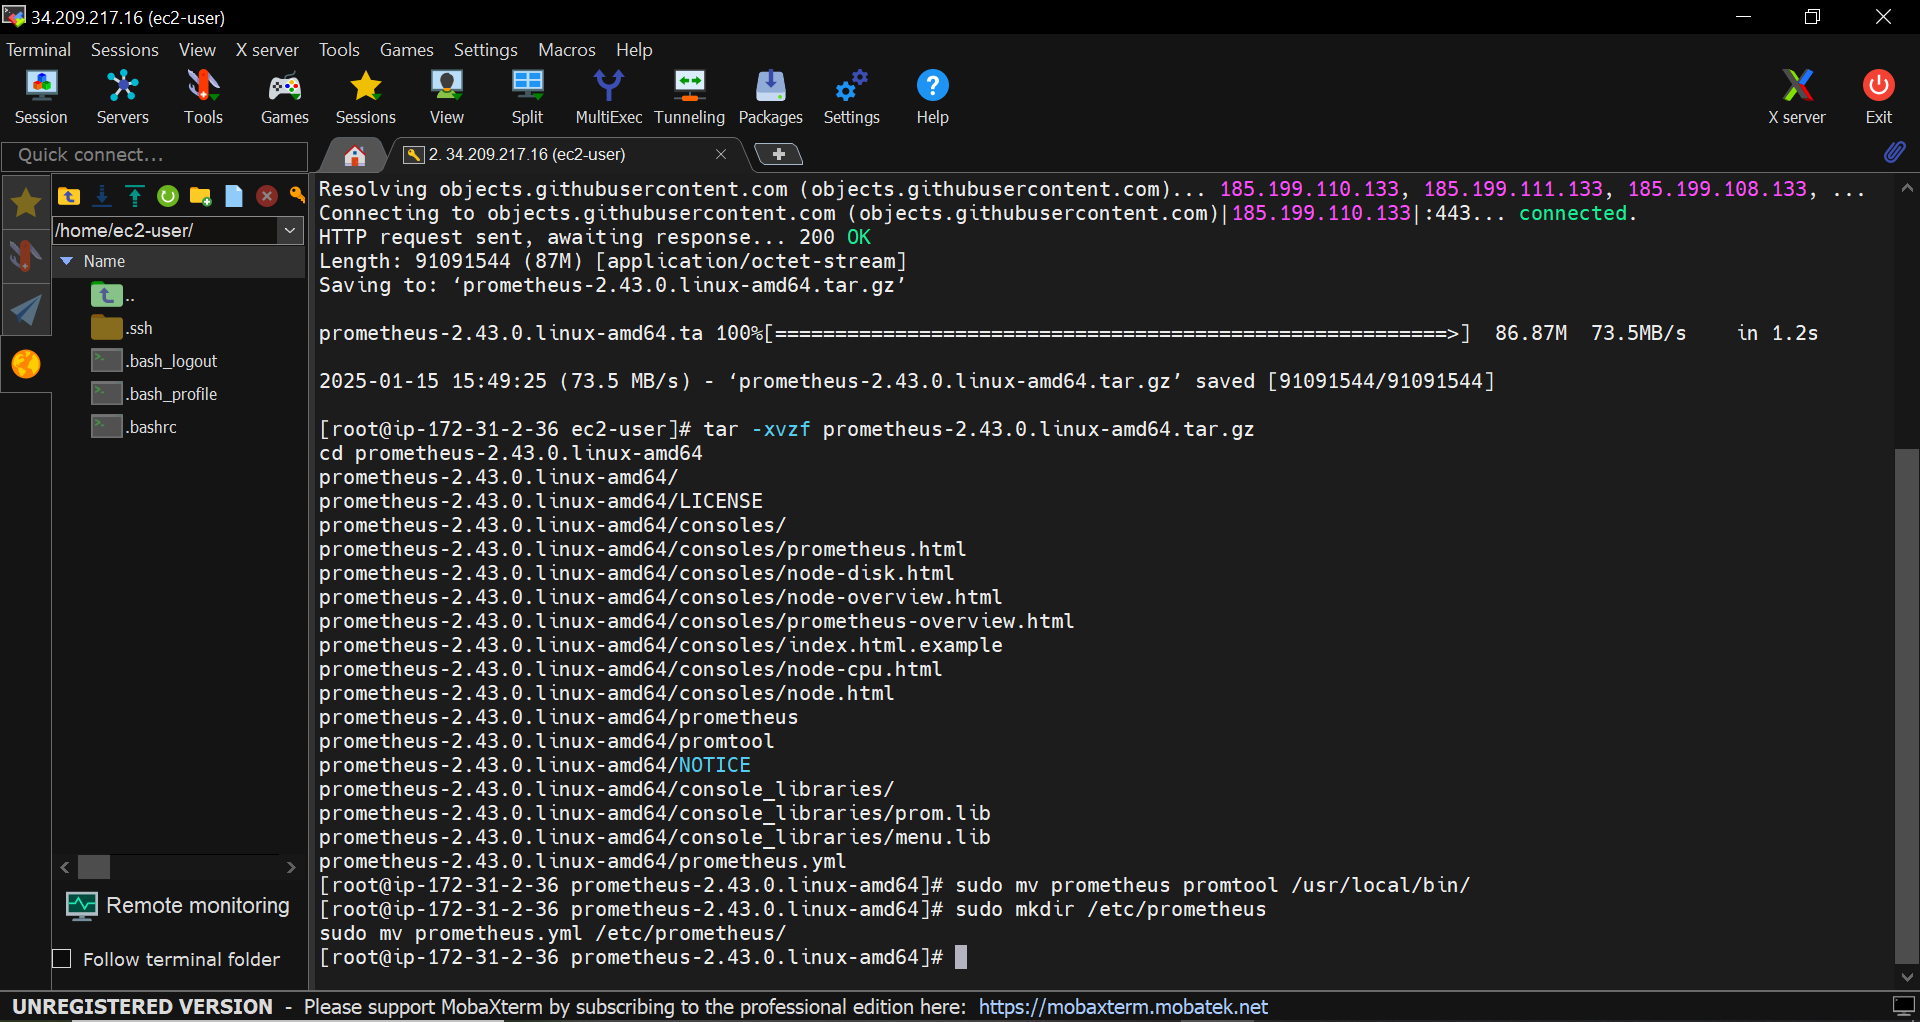 34.209.217.16 (ec2-user)
Terminal Sessions View X server Tools Games Settings Macros Help
Session Servers Tools Games Sessions View Split MultiExec Tunneling Packages Settings Help X server Exit
Quick connect...
2. 34.209.217.16 (ec2-user)
/home/ec2-user/
Name
..
.ssh
.bash_logout
.bash_profile
.bashrc
Remote monitoring
Follow terminal folder
Resolving objects.githubusercontent.com (objects.githubusercontent.com)... 185.199.110.133, 185.199.111.133, 185.199.108.133, ...
Connecting to objects.githubusercontent.com (objects.githubusercontent.com)|185.199.110.133|:443... connected.
HTTP request sent, awaiting response... 200 OK
Length: 91091544 (87M) [application/octet-stream]
Saving to: ‘prometheus-2.43.0.linux-amd64.tar.gz’
prometheus-2.43.0.linux-amd64.ta 100%[========================================================>] 86.87M 73.5MB/s in 1.2s
2025-01-15 15:49:25 (73.5 MB/s) - ‘prometheus-2.43.0.linux-amd64.tar.gz’ saved [91091544/91091544]
[root@ip-172-31-2-36 ec2-user]# tar -xvzf prometheus-2.43.0.linux-amd64.tar.gz
cd prometheus-2.43.0.linux-amd64
prometheus-2.43.0.linux-amd64/
prometheus-2.43.0.linux-amd64/LICENSE
prometheus-2.43.0.linux-amd64/consoles/
prometheus-2.43.0.linux-amd64/consoles/prometheus.html
prometheus-2.43.0.linux-amd64/consoles/node-disk.html
prometheus-2.43.0.linux-amd64/consoles/node-overview.html
prometheus-2.43.0.linux-amd64/consoles/prometheus-overview.html
prometheus-2.43.0.linux-amd64/consoles/index.html.example
prometheus-2.43.0.linux-amd64/consoles/node-cpu.html
prometheus-2.43.0.linux-amd64/consoles/node.html
prometheus-2.43.0.linux-amd64/prometheus
prometheus-2.43.0.linux-amd64/promtool
prometheus-2.43.0.linux-amd64/NOTICE
prometheus-2.43.0.linux-amd64/console_libraries/
prometheus-2.43.0.linux-amd64/console_libraries/prom.lib
prometheus-2.43.0.linux-amd64/console_libraries/menu.lib
prometheus-2.43.0.linux-amd64/prometheus.yml
[root@ip-172-31-2-36 prometheus-2.43.0.linux-amd64]# sudo mv prometheus promtool /usr/local/bin/
[root@ip-172-31-2-36 prometheus-2.43.0.linux-amd64]# sudo mkdir /etc/prometheus
sudo mv prometheus.yml /etc/prometheus/
[root@ip-172-31-2-36 prometheus-2.43.0.linux-amd64]#
UNREGISTERED VERSION - Please support MobaXterm by subscribing to the professional edition here: https://mobaxterm.mobatek.net